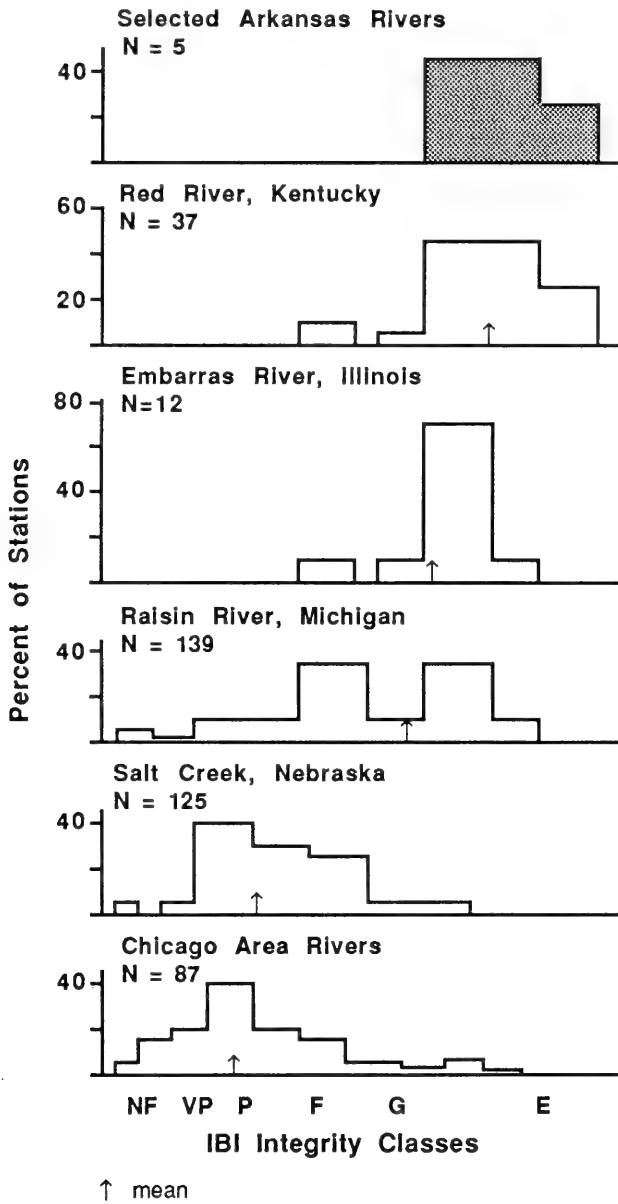 Selected Arkansas Rivers
N = 5
40
Red River, Kentucky
N = 37
60
20
Embarras River, Illinois
N=12
80
40
Raisin River, Michigan
N = 139
40
Salt Creek, Nebraska
N = 125
40
Chicago Area Rivers
N = 87
40
Percent of Stations
NF VP P F G E
IBI Integrity Classes
↑ mean